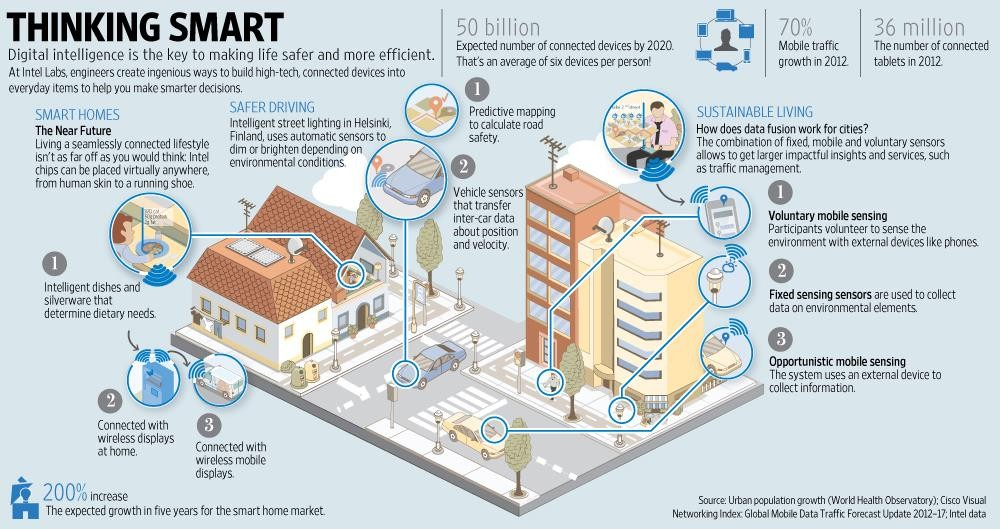 THINKING SMART
Digital intelligence is the key to making life safer and more efficient.
At Intel Labs, engineers create ingenious ways to build high-tech, connected devices into
everyday items to help you make smarter decisions.
50 billion
Expected number of connected devices by 2020.
That's an average of six devices per person!
70%
Mobile traffic
growth in 2012.
36 million
The number of connected
tablets in 2012.
SMART HOMES
The Near Future
Living a seamlessly connected lifestyle
isn't as far off as you would think: Intel
chips can be placed virtually anywhere,
from human skin to a running shoe.
1
Intelligent dishes and
silverware that
determine dietary needs.
2
Connected with
wireless displays
at home.
3
Connected with
wireless mobile
displays.
200% increase
The expected growth in five years for the smart home market.
SAFER DRIVING
Intelligent street lighting in Helsinki,
Finland, uses automatic sensors to
dim or brighten depending on
environmental conditions.
1
Predictive mapping
to calculate road
safety.
2
Vehicle sensors
that transfer
inter-car data
about position
and velocity.
SUSTAINABLE LIVING
How does data fusion work for cities?
The combination of fixed, mobile and voluntary sensors
allows to get larger impactful insights and services, such
as traffic management.
1
Voluntary mobile sensing
Participants volunteer to sense the
environment with external devices like phones.
2
Fixed sensing sensors are used to collect
data on environmental elements.
3
Opportunistic mobile sensing
The system uses an external device to
collect information.
Source: Urban population growth (World Health Observatory); Cisco Visual
Networking Index: Global Mobile Data Traffic Forecast Update 2012–17; Intel data